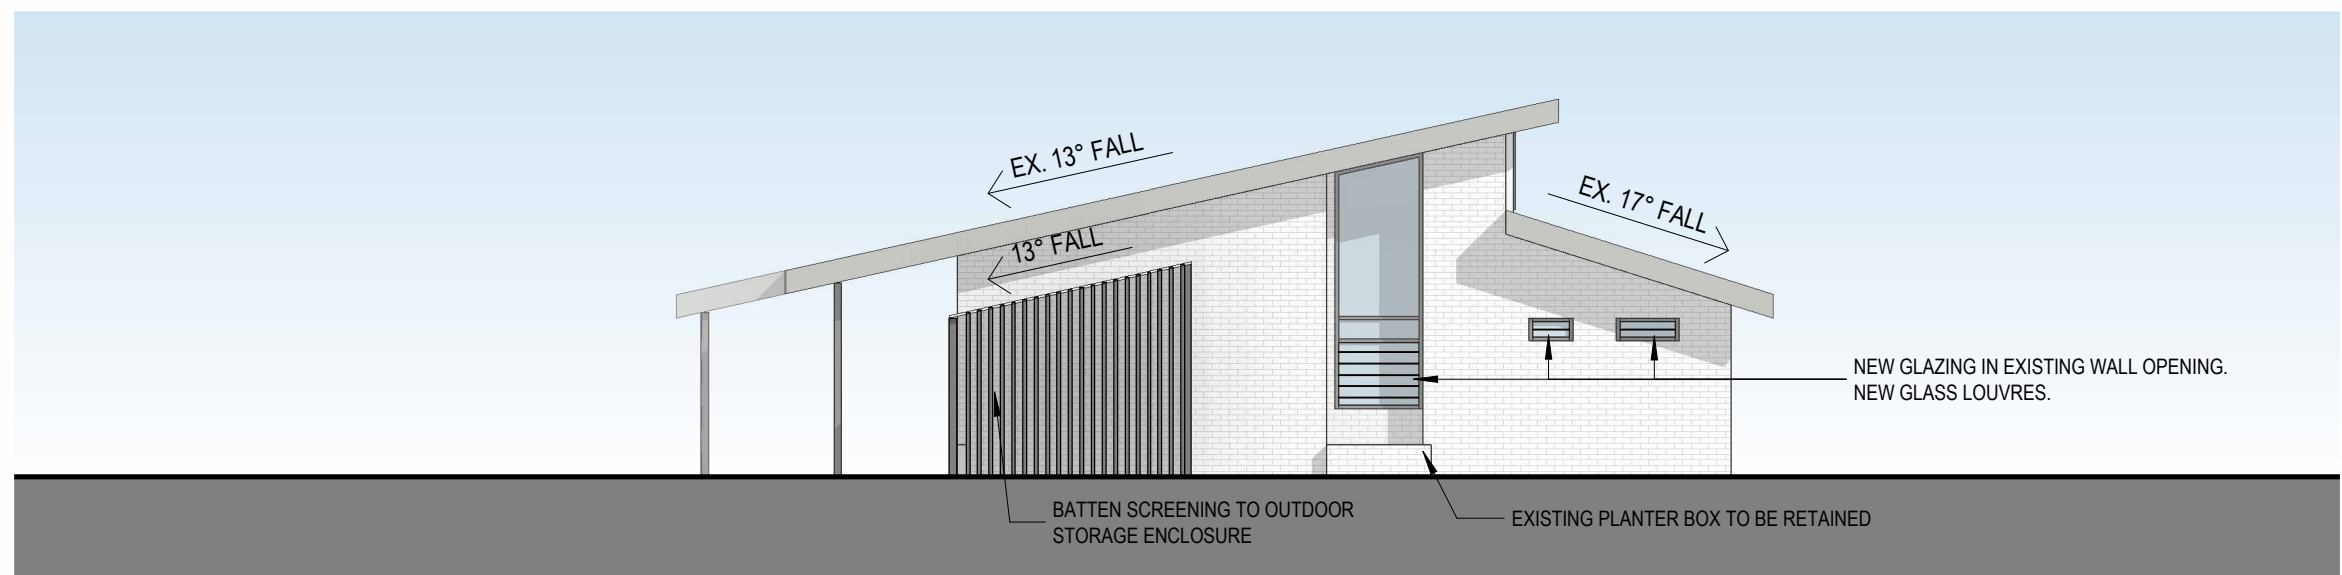 EX. 13° FALL
EX. 17° FALL
13° FALL
NEW GLAZING IN EXISTING WALL OPENING.
NEW GLASS LOUVRES.
BATTEN SCREENING TO OUTDOOR
STORAGE ENCLOSURE
EXISTING PLANTER BOX TO BE RETAINED